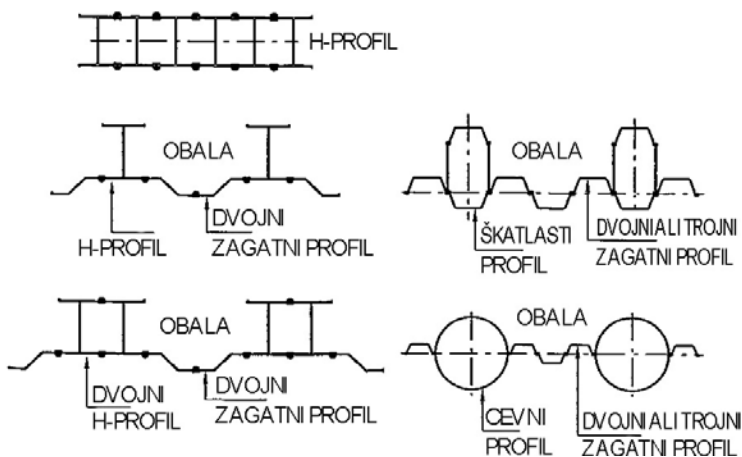 H-PROFIL
OBALA
H-PROFIL
DVOJNI
ZAGATNI PROFIL
OBALA
ŠKATLASTI
PROFIL
DVOJNI ALI TROJNI
ZAGATNI PROFIL
OBALA
DVOJNI
H-PROFIL
DVOJNI
ZAGATNI PROFIL
OBALA
CEVNI
PROFIL
DVOJNI ALI TROJNI
ZAGATNI PROFIL